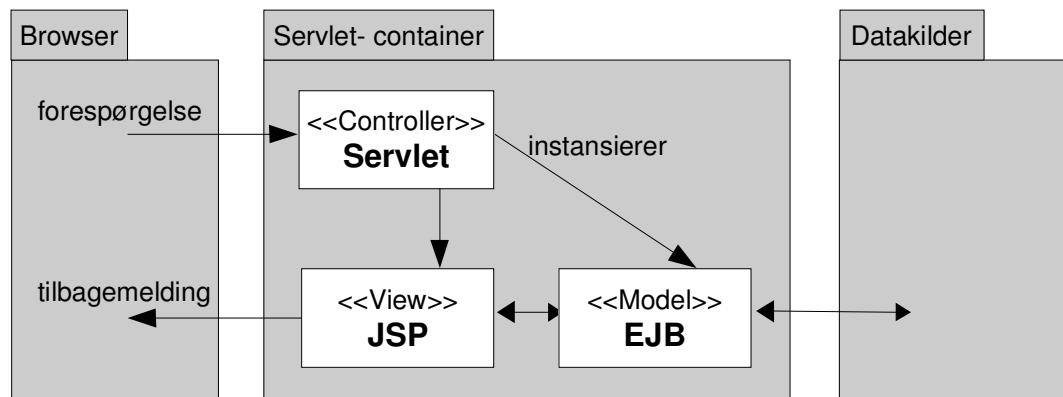 Browser
Servlet- container
Datakilder
forespørgelse
<<Controller>>
Servlet
instansierer
tilbagemelding
<<View>>
JSP
<<Model>>
EJB